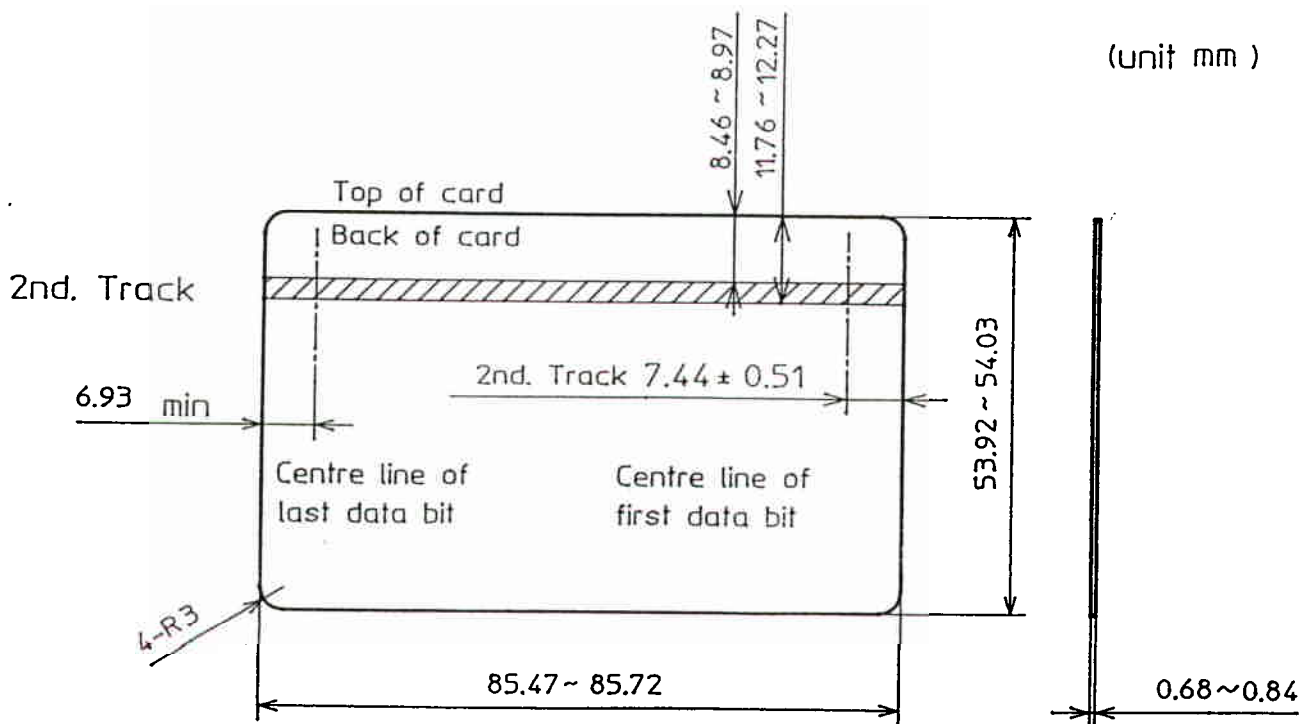 (unit mm)
8.46 ~ 8.97
11.76 ~ 12.27
Top of card
Back of card
2nd. Track
2nd. Track 7.44 ± 0.51
6.93 min
53.92 ~ 54.03
Centre line of
last data bit
Centre line of
first data bit
4-R3
85.47 ~ 85.72
0.68 ~ 0.84